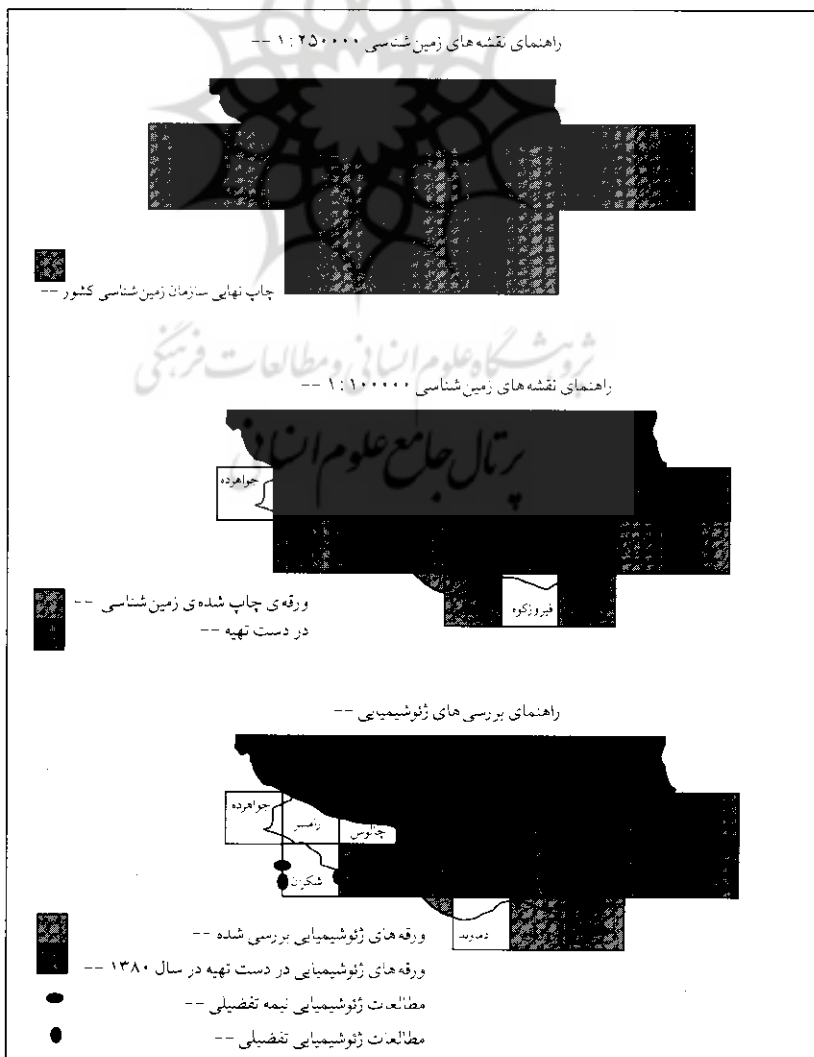 راهنمای نقشه‌های زمین‌شناسی ۱:۲۵۰۰۰۰ --
چاپ نهایی سازمان زمین‌شناسی کشور --
پژوهشگاه علوم انسانی و مطالعات فرهنگی
راهنمای نقشه‌های زمین‌شناسی ۱:۱۰۰۰۰۰ --
پرتال جامع علوم انسانی
جواهرده
فیروزکوه
ورقه‌ی چاپ شده‌ی زمین‌شناسی --
در دست تهیه --
راهنمای بررسی‌های ژئوشیمیایی --
جواهرده
رامسر
چالوس
شکران
دماوند
ورقه‌های ژئوشیمیایی بررسی شده --
ورقه‌های ژئوشیمیایی در دست تهیه در سال ۱۳۸۰ --
مطالعات ژئوشیمیایی نیمه تفضیلی --
مطالعات ژئوشیمیایی تفضیلی --